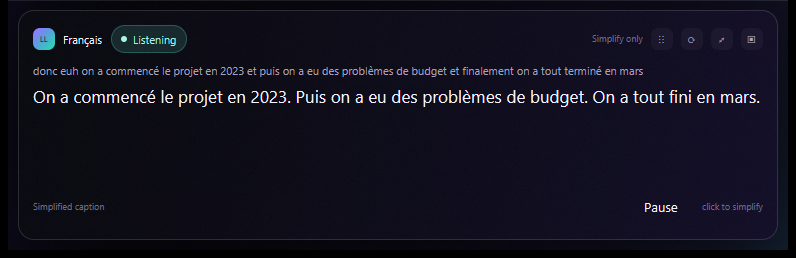 LL Français Listening Simplify only
donc euh on a commencé le projet en 2023 et puis on a eu des problèmes de budget et finalement on a tout terminé en mars
On a commencé le projet en 2023. Puis on a eu des problèmes de budget. On a tout fini en mars.
Simplified caption Pause click to simplify